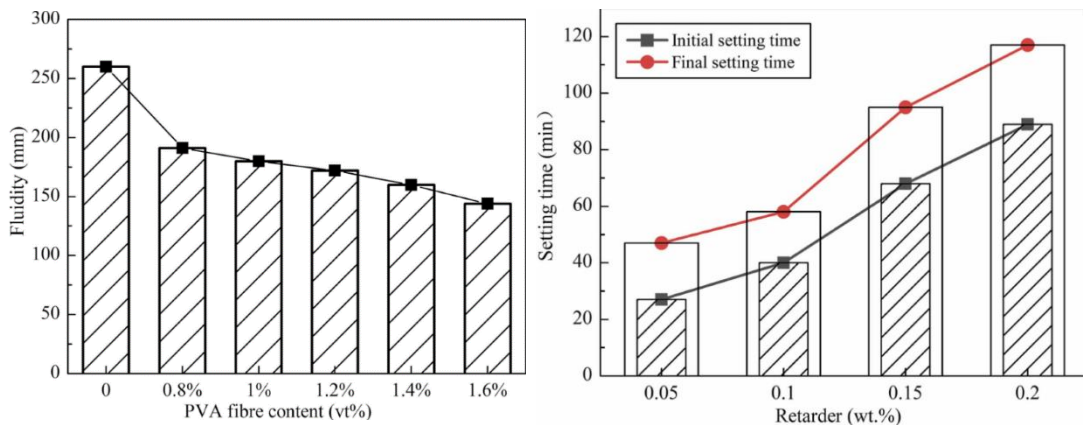 300
250
200
150
100
50
0
Fluidity (mm)
0 0.8% 1% 1.2% 1.4% 1.6%
PVA fibre content (vt%)
Initial setting time
Final setting time
120
100
80
60
40
20
0
Setting time (min)
0.05 0.1 0.15 0.2
Retarder (wt.%)